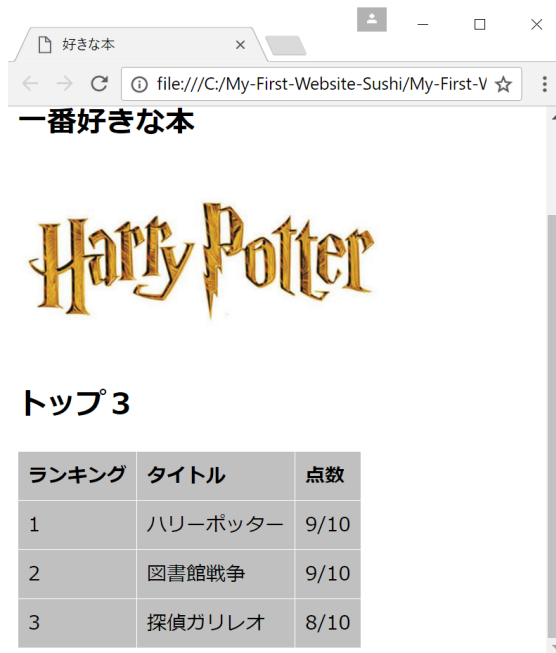 好きな本
file:///C:/My-First-Website-Sushi/My-First-V
一番好きな本
Harry Potter
トップ３
ランキング タイトル 点数
1 ハリーポッター 9/10
2 図書館戦争 9/10
3 探偵ガリレオ 8/10